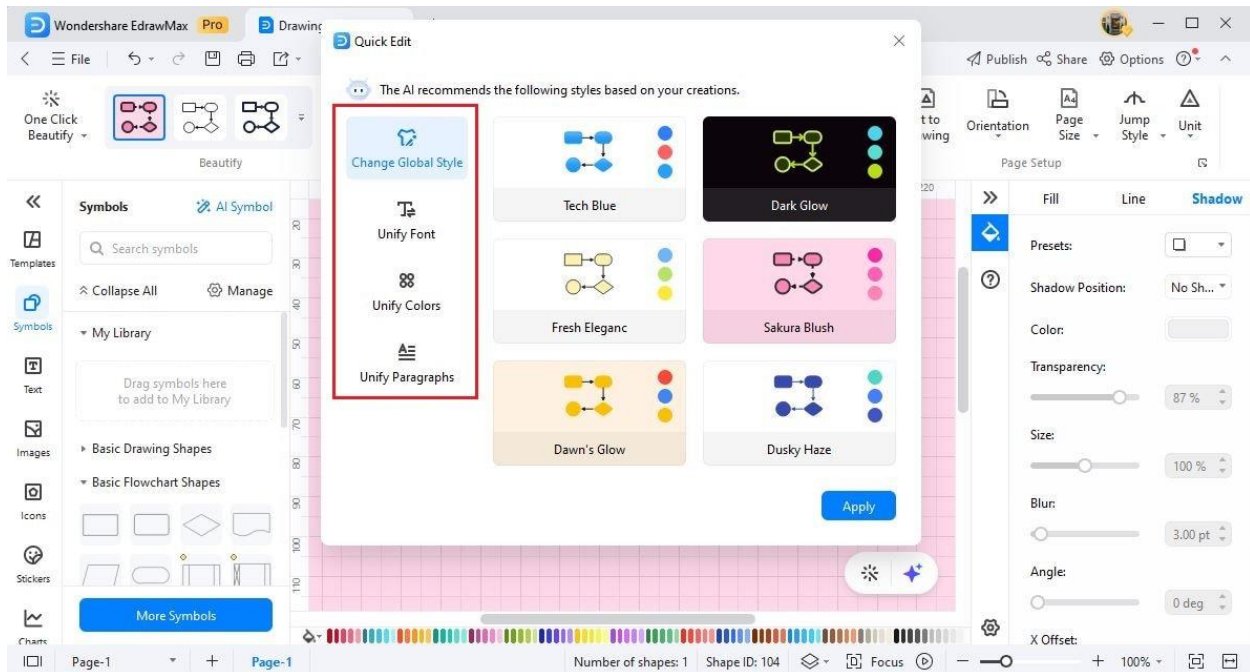 Wondershare EdrawMax Pro
Drawing
File
Publish
Share
Options
One Click
Beautify
Beautify
t to
wing
Orientation
Page
Size
Jump
Style
Unit
Page Setup
Quick Edit
The AI recommends the following styles based on your creations.
Change Global Style
Unify Font
Unify Colors
Unify Paragraphs
Tech Blue
Dark Glow
Fresh Eleganc
Sakura Blush
Dawn's Glow
Dusky Haze
Apply
Templates
Symbols
Text
Images
Icons
Stickers
Charts
Symbols
AI Symbol
Search symbols
Collapse All
Manage
My Library
Drag symbols here
to add to My Library
Basic Drawing Shapes
Basic Flowchart Shapes
More Symbols
220
90
100
110
Fill
Line
Shadow
Presets:
Shadow Position:
No Sh...
Color:
Transparency:
87 %
Size:
100 %
Blur:
3.00 pt
Angle:
0 deg
X Offset:
Page-1
Page-1
Number of shapes: 1
Shape ID: 104
Focus
100%